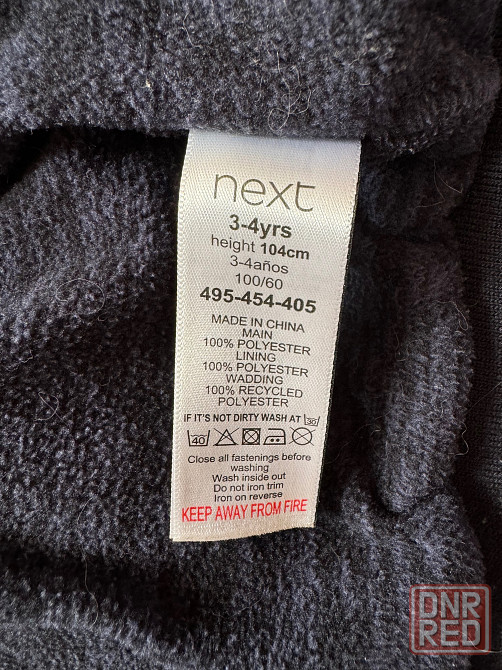 next
3-4yrs
height 104cm
3-4años
100/60
495-454-405
MADE IN CHINA
MAIN
100% POLYESTER
LINING
100% POLYESTER
WADDING
100% RECYCLED
POLYESTER
IF IT'S NOT DIRTY WASH AT 30
40
Close all fastenings before
washing
Wash inside out
Do not iron trim
Iron on reverse
KEEP AWAY FROM FIRE
DNR
RED